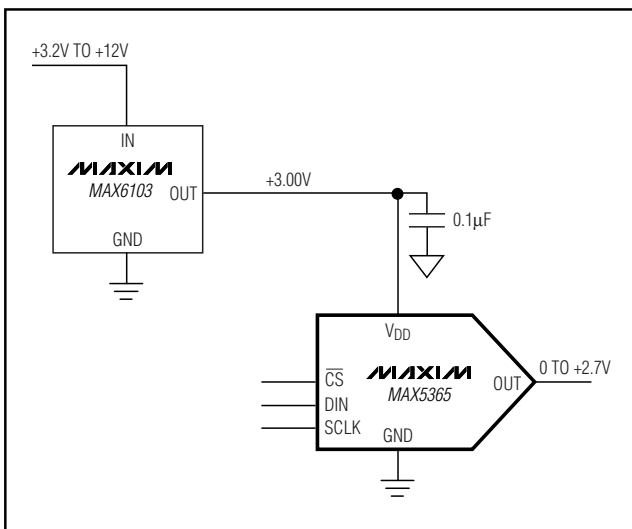 +3.2V TO +12V
IN
MAXIM
MAX6103
OUT
GND
+3.00V
0.1μF
VDD
MAXIM
MAX5365
CS
DIN
SCLK
OUT
GND
0 TO +2.7V